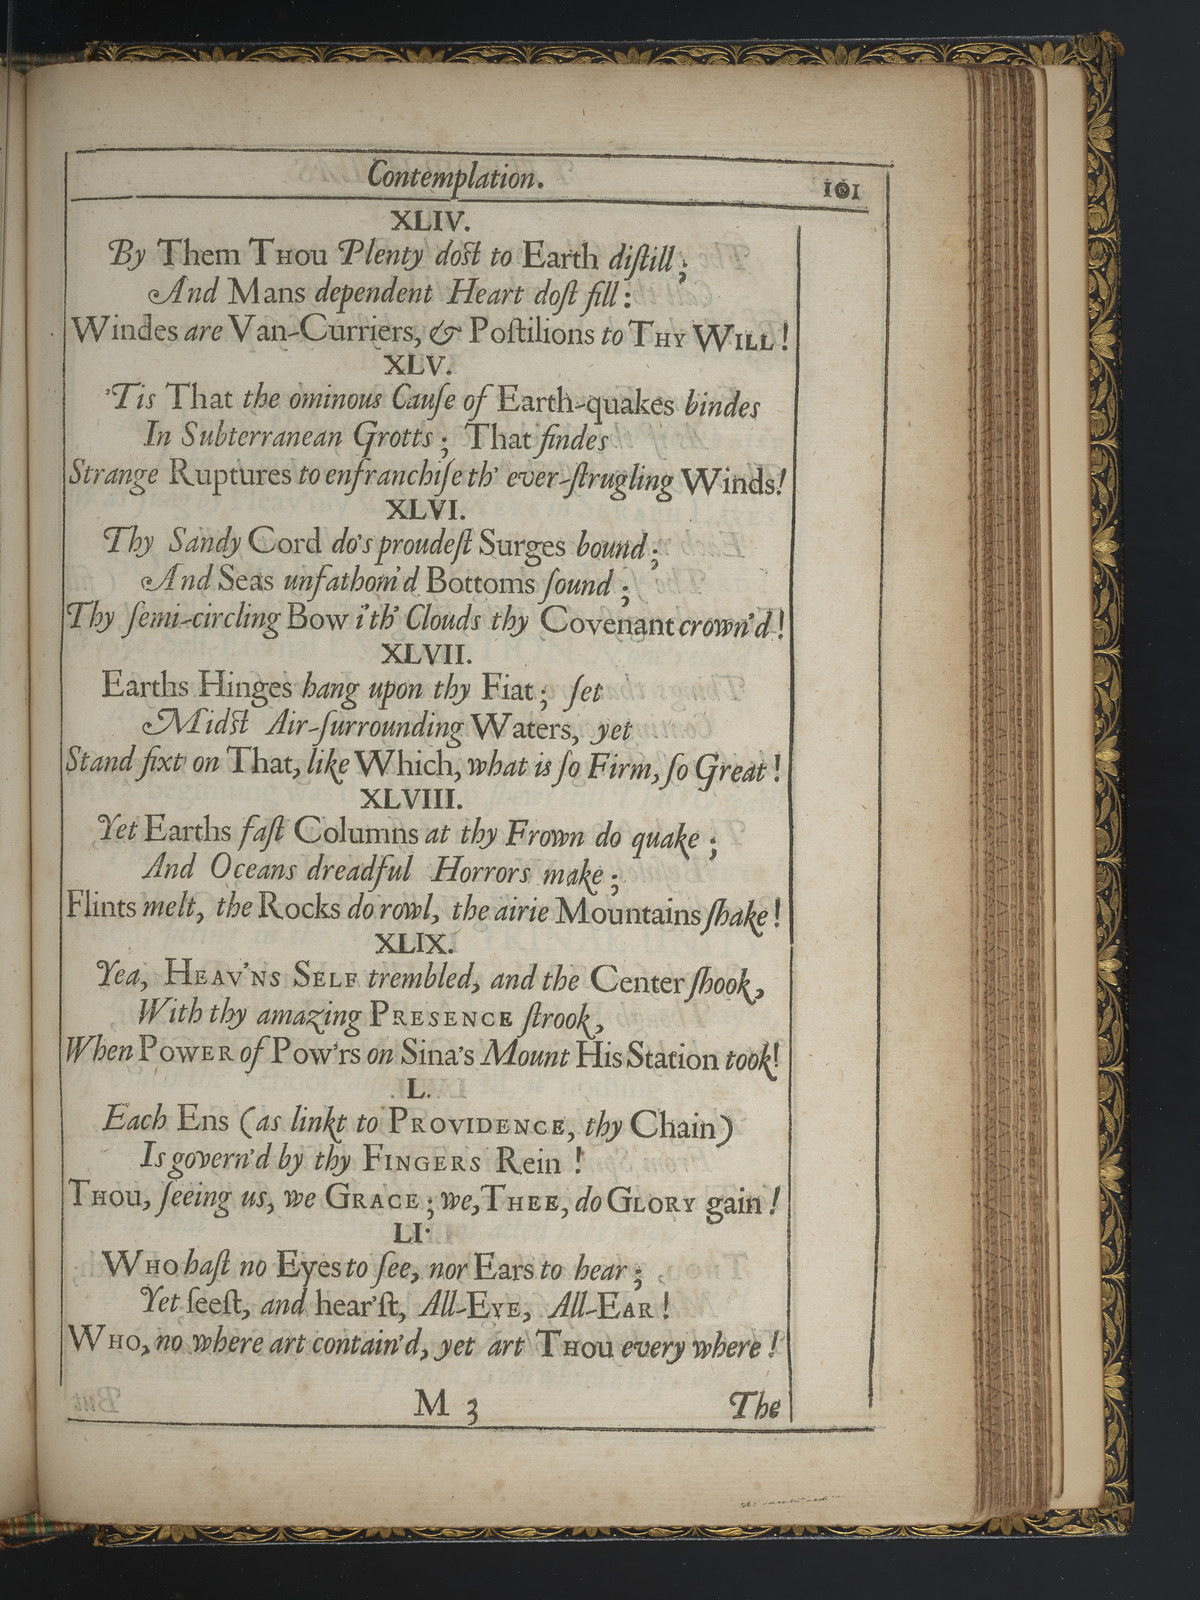 Contemplation. 101
XLIV.
By Them Thou Plenty doſt to Earth diſtill;
And Mans dependent Heart doſt fill:
Windes are Van-Curriers, & Poſtilions to Thy Will!
XLV.
'Tis That the ominous Cauſe of Earth-quakes bindes
In Subterranean Grotts; That findes
Strange Ruptures to enfranchiſe th' ever-ſtrugling Winds!
XLVI.
Thy Sandy Cord do's proudeſt Surges bound;
And Seas unfathom'd Bottoms ſound;
Thy ſemi-circling Bow i'th' Clouds thy Covenant crown'd!
XLVII.
Earths Hinges hang upon thy Fiat; ſet
Midſt Air-ſurrounding Waters, yet
Stand fixt on That, like Which, what is ſo Firm, ſo Great!
XLVIII.
Yet Earths faſt Columns at thy Frown do quake;
And Oceans dreadful Horrors make;
Flints melt, the Rocks do rowl, the airie Mountains ſhake!
XLIX.
Yea, Heav'ns Self trembled, and the Center ſhook,
With thy amazing Presence ſtrook,
When Power of Pow'rs on Sina's Mount His Station took!
L.
Each Ens (as linkt to Providence, thy Chain)
Is govern'd by thy Fingers Rein!
Thou, ſeeing us, we Grace; we, Thee, do Glory gain!
LI.
Who haſt no Eyes to ſee, nor Ears to hear;
Yet ſeeſt, and hear'ſt, All-Eye, All-Ear!
Who, no where art contain'd, yet art Thou every where!
M 3 The